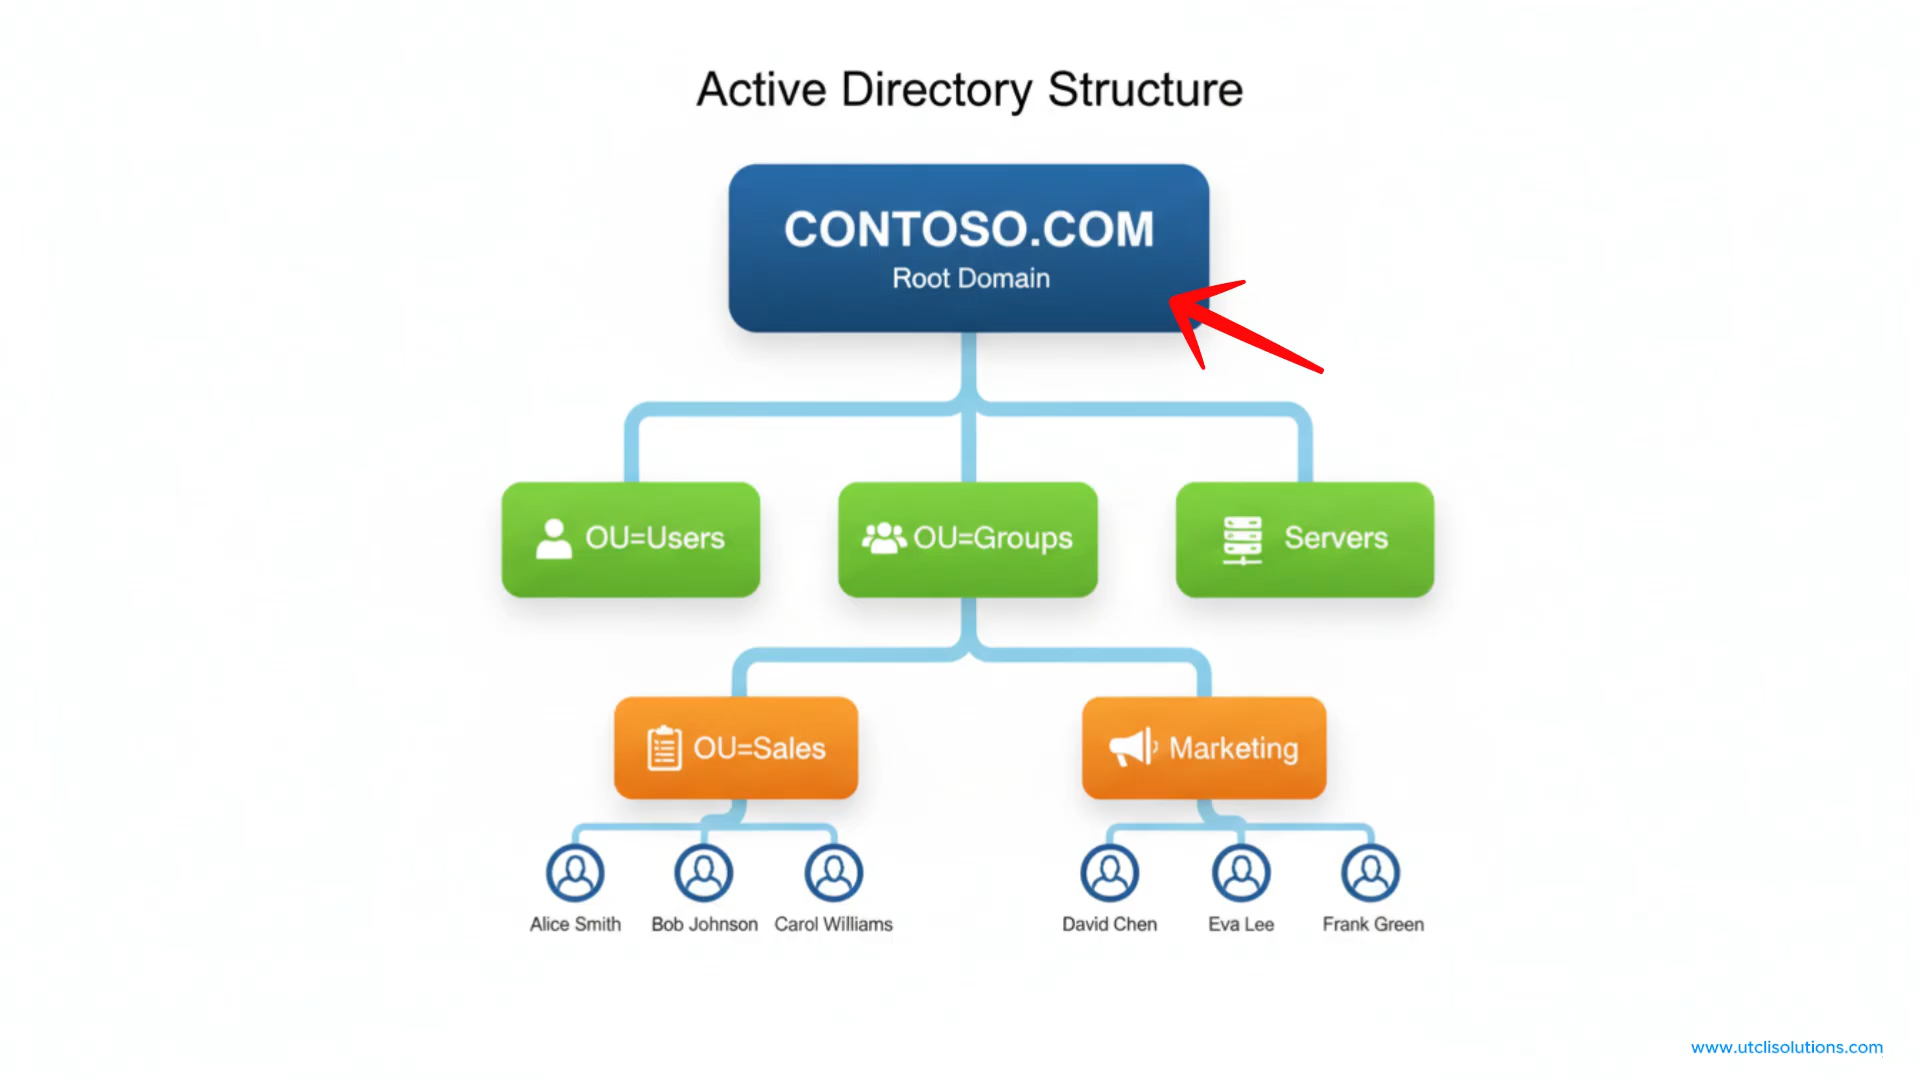 Active Directory Structure
CONTOSO.COM
Root Domain
OU=Users
OU=Groups
Servers
OU=Sales
Marketing
Alice Smith
Bob Johnson
Carol Williams
David Chen
Eva Lee
Frank Green
www.utclisolutions.com